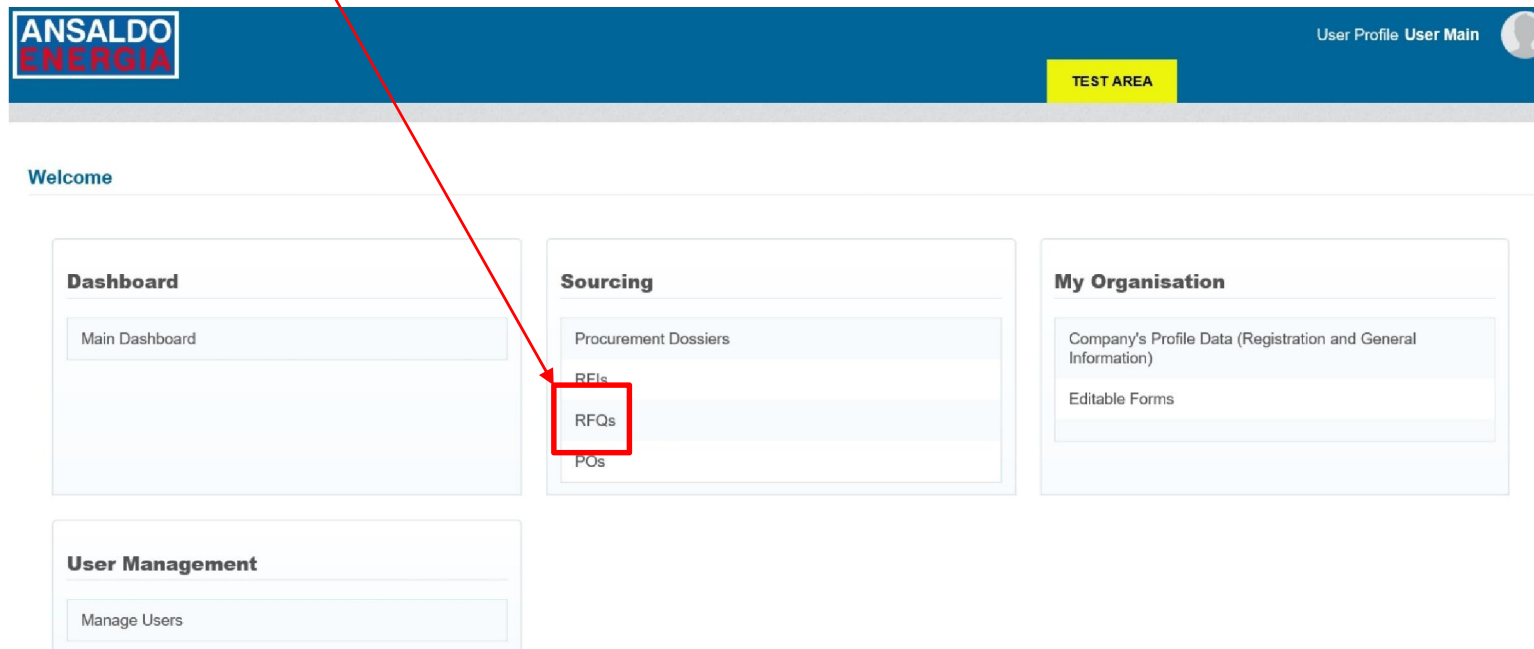 ANSALDO
ENERGIA
User Profile User Main
TEST AREA
Welcome
Dashboard
Main Dashboard
Sourcing
Procurement Dossiers
RFIs
RFQs
POs
My Organisation
Company's Profile Data (Registration and General
Information)
Editable Forms
User Management
Manage Users